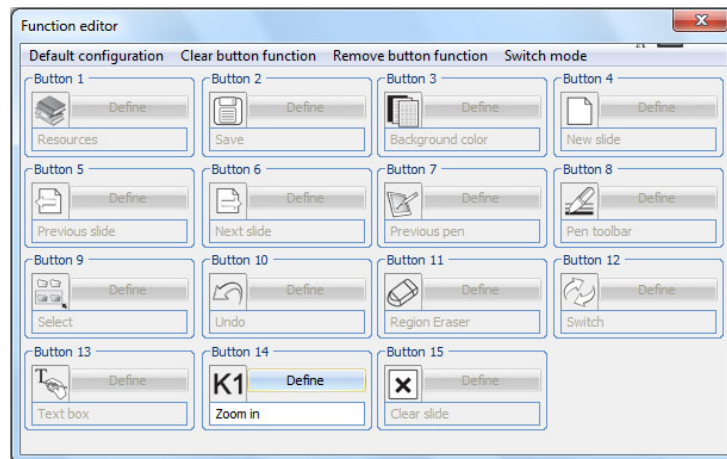 Function editor
Default configuration Clear button function Remove button function Switch mode
Button 1 Button 2 Button 3 Button 4
Define Define Define Define
Resources Save Background color New slide
Button 5 Button 6 Button 7 Button 8
Define Define Define Define
Previous slide Next slide Previous pen Pen toolbar
Button 9 Button 10 Button 11 Button 12
Define Define Define Define
Select Undo Region Eraser Switch
Button 13 Button 14 Button 15
T Define K1 Define Define
Text box Zoom in Clear slide